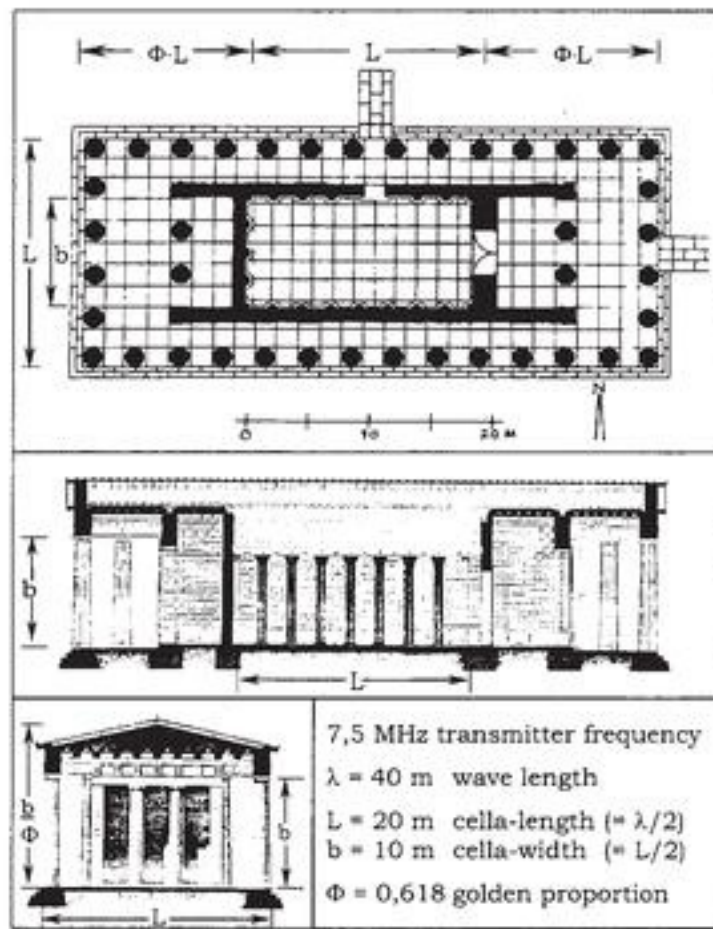 Φ·L L Φ·L
L
b
N
0 10 20 M
b
L
b
Φ
b
L
7,5 MHz transmitter frequency
λ = 40 m wave length
L = 20 m cella-length (= λ/2)
b = 10 m cella-width (= L/2)
Φ = 0,618 golden proportion